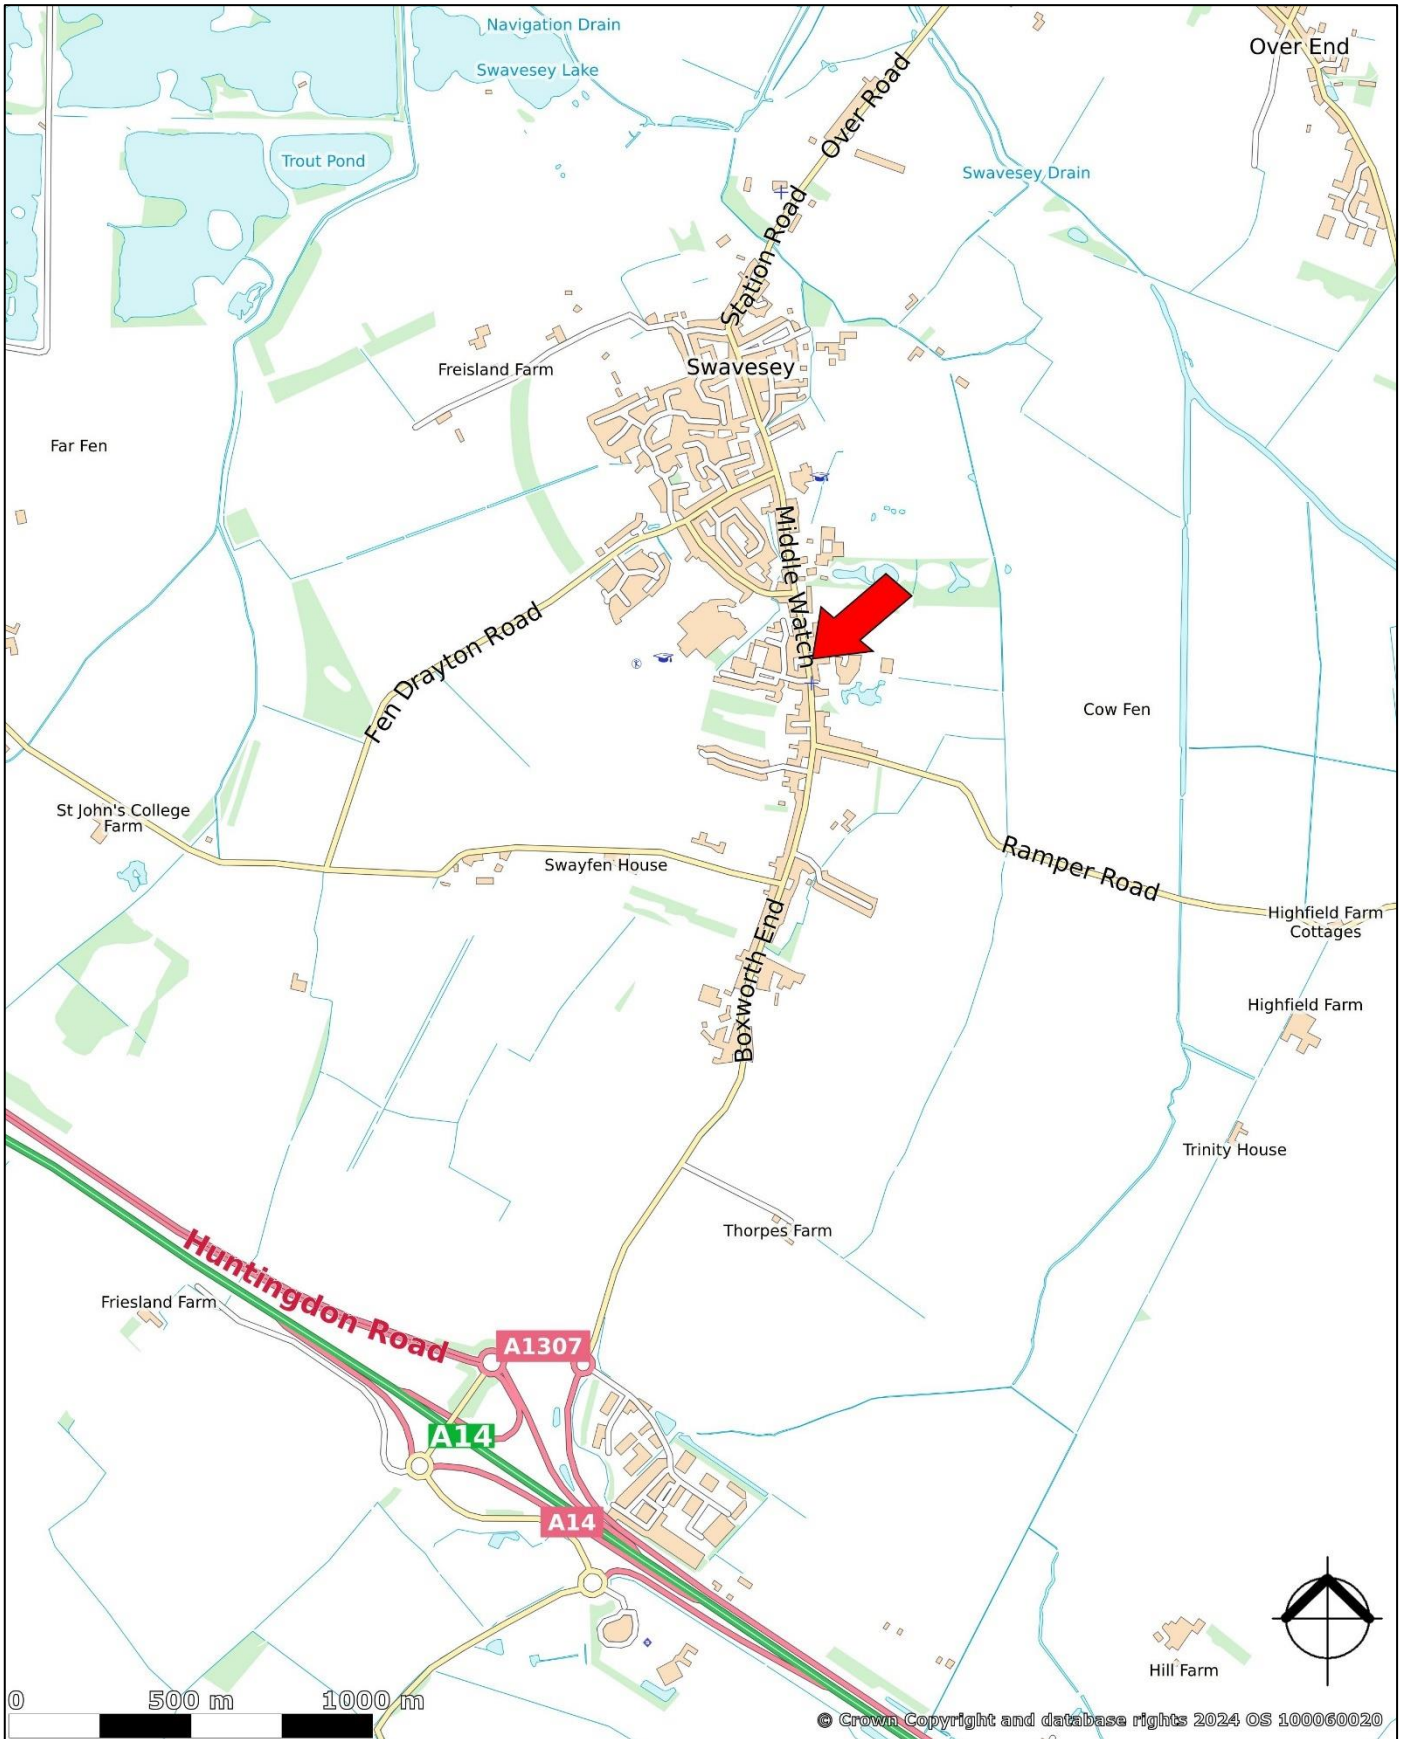 Navigation Drain
Over End
Swavesey Lake
Over Road
Trout Pond
Swavesey Drain
Station Road
Swavesey
Freisland Farm
Far Fen
Middle Watch
Fen Drayton Road
Cow Fen
St John's College
Farm
Swayfen House
Ramper Road
Highfield Farm
Cottages
Boxworth End
Highfield Farm
Trinity House
Thorpes Farm
Huntingdon Road
Friesland Farm
A1307
A14
A14
Hill Farm
0 500 m 1000 m
© Crown Copyright and database rights 2024 OS 100060020